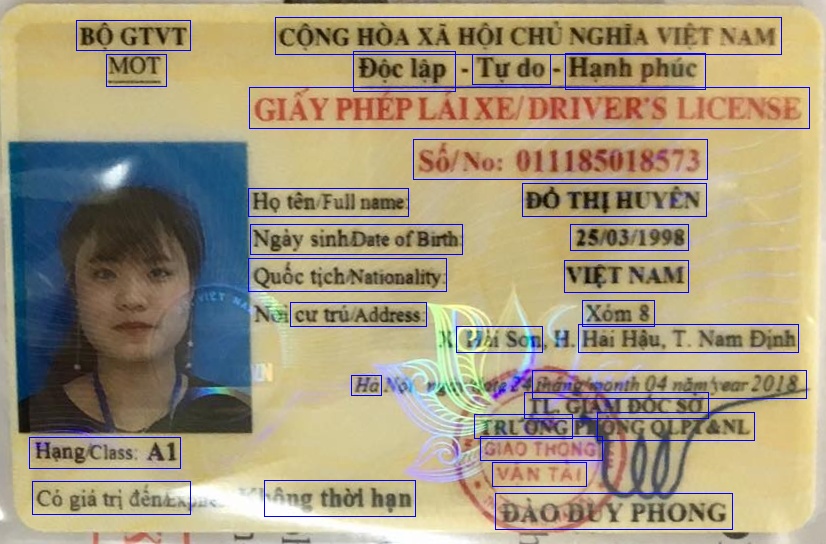 BỘ GTVT
MOT
CỘNG HÒA XÃ HỘI CHỦ NGHĨA VIỆT NAM
Độc lập - Tự do - Hạnh phúc
GIẤY PHÉP LÁI XE/ DRIVER'S LICENSE
Số/No: 011185018573
Họ tên/Full name: ĐỖ THỊ HUYÊN
Ngày sinh/Date of Birth: 25/03/1998
Quốc tịch/Nationality: VIỆT NAM
Nơi cư trú/Address: Xóm 8
X. Hải Sơn, H. Hải Hậu, T. Nam Định
Hà Nội, ngày/date 24 tháng/month 04 năm/year 2018
TL. GIÁM ĐỐC SỞ
TRƯỞNG PHÒNG QLPT&NL
GIAO THÔNG
VẬN TẢI
Hạng/Class: A1
Có giá trị đến/Expires: Không thời hạn
ĐÀO DUY PHONG